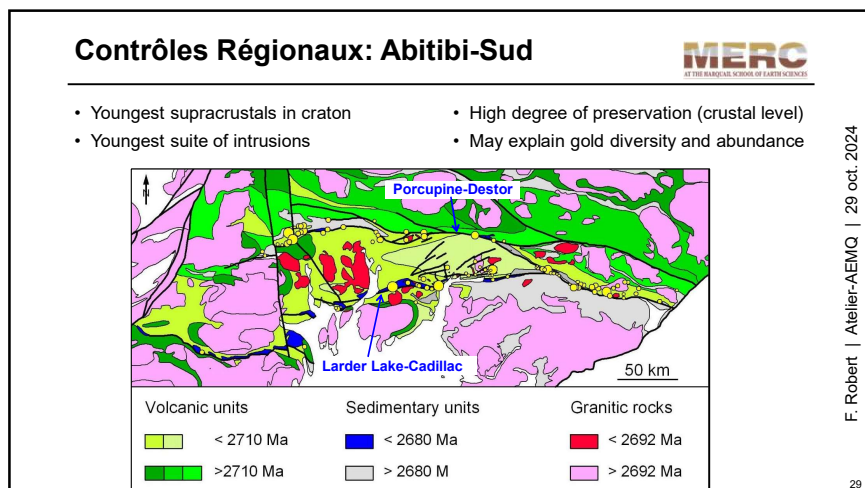 Contrôles Régionaux: Abitibi-Sud
MERC
AT THE HARQUAIL SCHOOL OF EARTH SCIENCES
• Youngest supracrustals in craton
• Youngest suite of intrusions
• High degree of preservation (crustal level)
• May explain gold diversity and abundance
N
Porcupine-Destor
Larder Lake-Cadillac
50 km
Volcanic units
< 2710 Ma
>2710 Ma
Sedimentary units
< 2680 Ma
> 2680 M
Granitic rocks
< 2692 Ma
> 2692 Ma
F. Robert | Atelier-AEMQ | 29 oct. 2024
29